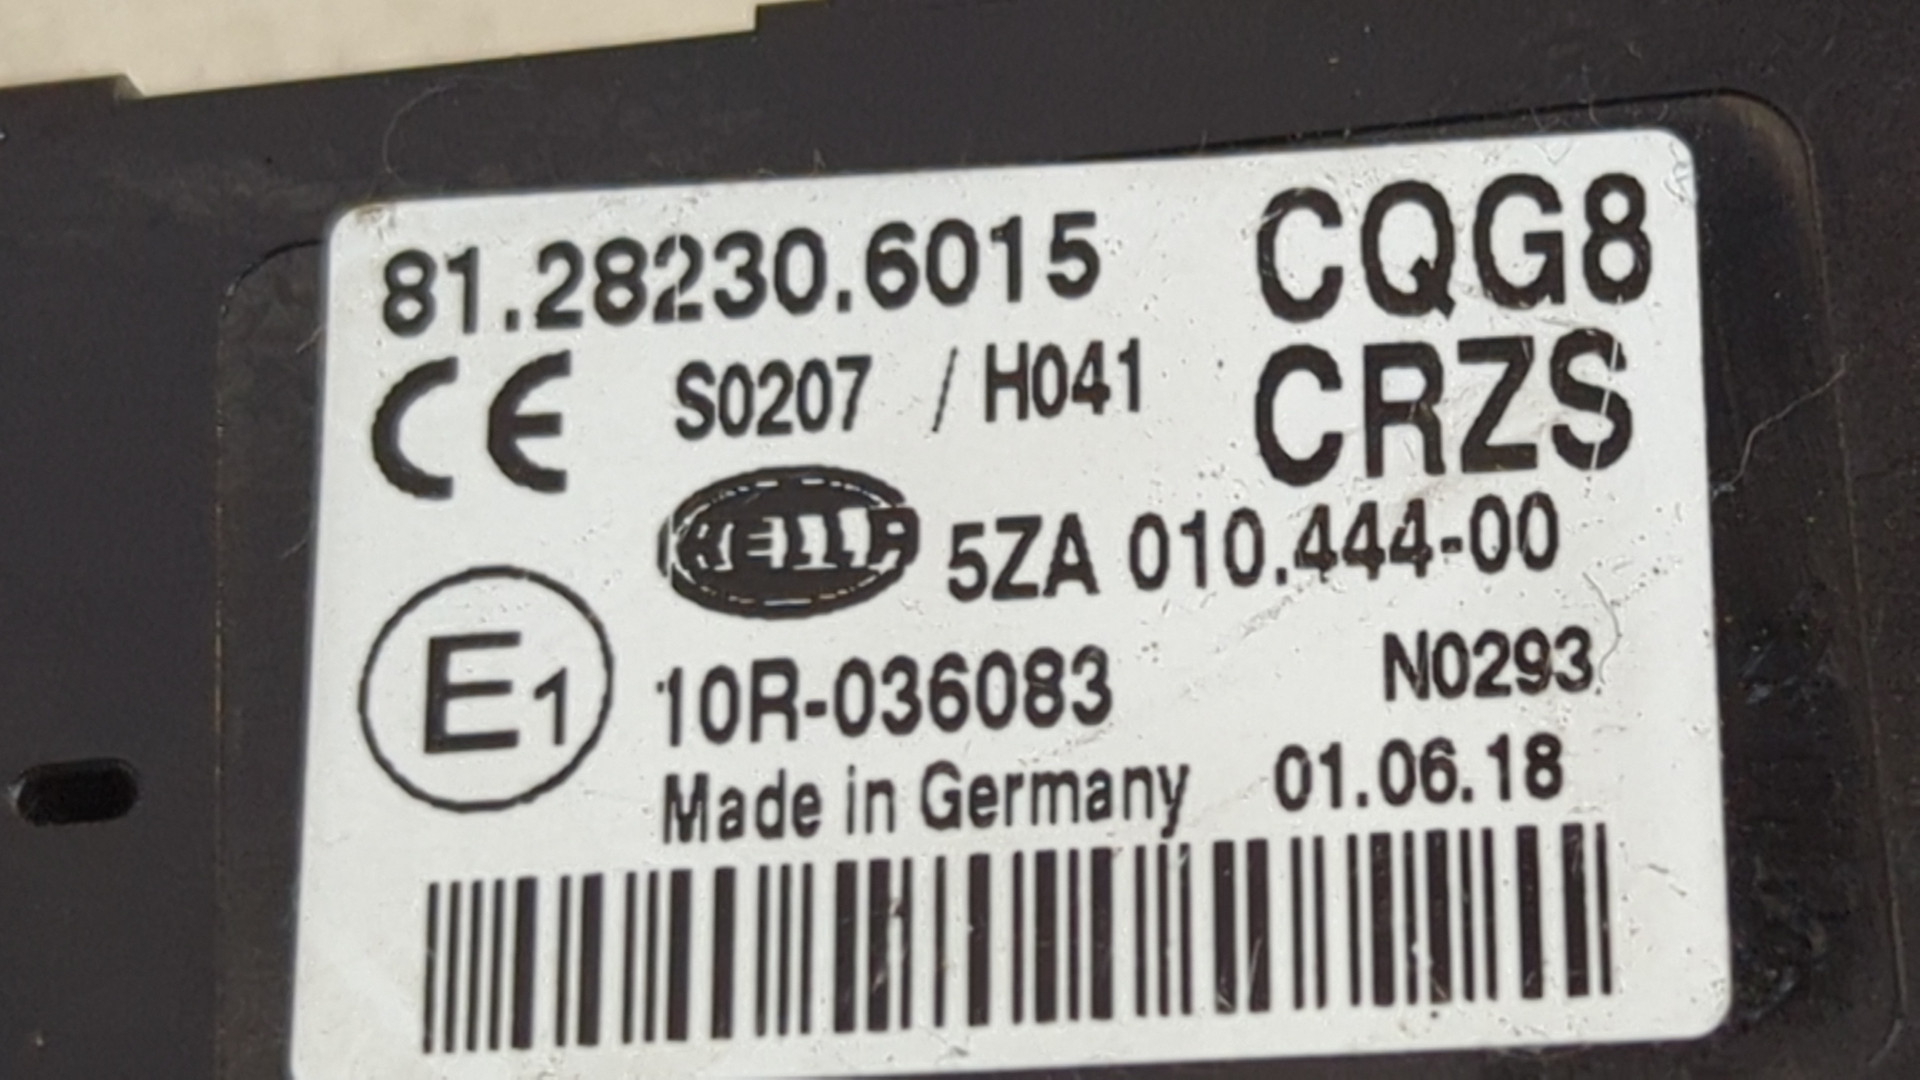 81.28230.6015 CQG8
CE S0207 / H041 CRZS
HELLA 5ZA 010.444-00
E1 10R-036083 N0293
Made in Germany 01.06.18